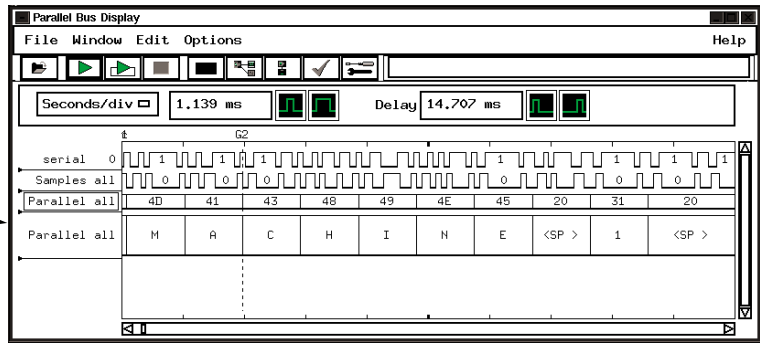 Parallel Bus Display
File Window Edit Options Help
Seconds/div 1.139 ms Delay 14.707 ms
G2
serial 0 1 1 1 1 1 1 1
Samples all 0 0 0 0 0 0
Parallel all 4D 41 43 48 49 4E 45 20 31 20
Parallel all M A C H I N E <SP > 1 <SP >